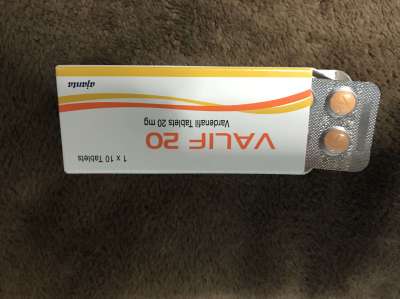 VALIF 20
Vardenafil Tablets 20 mg
1 x 10 Tablets
ajanta